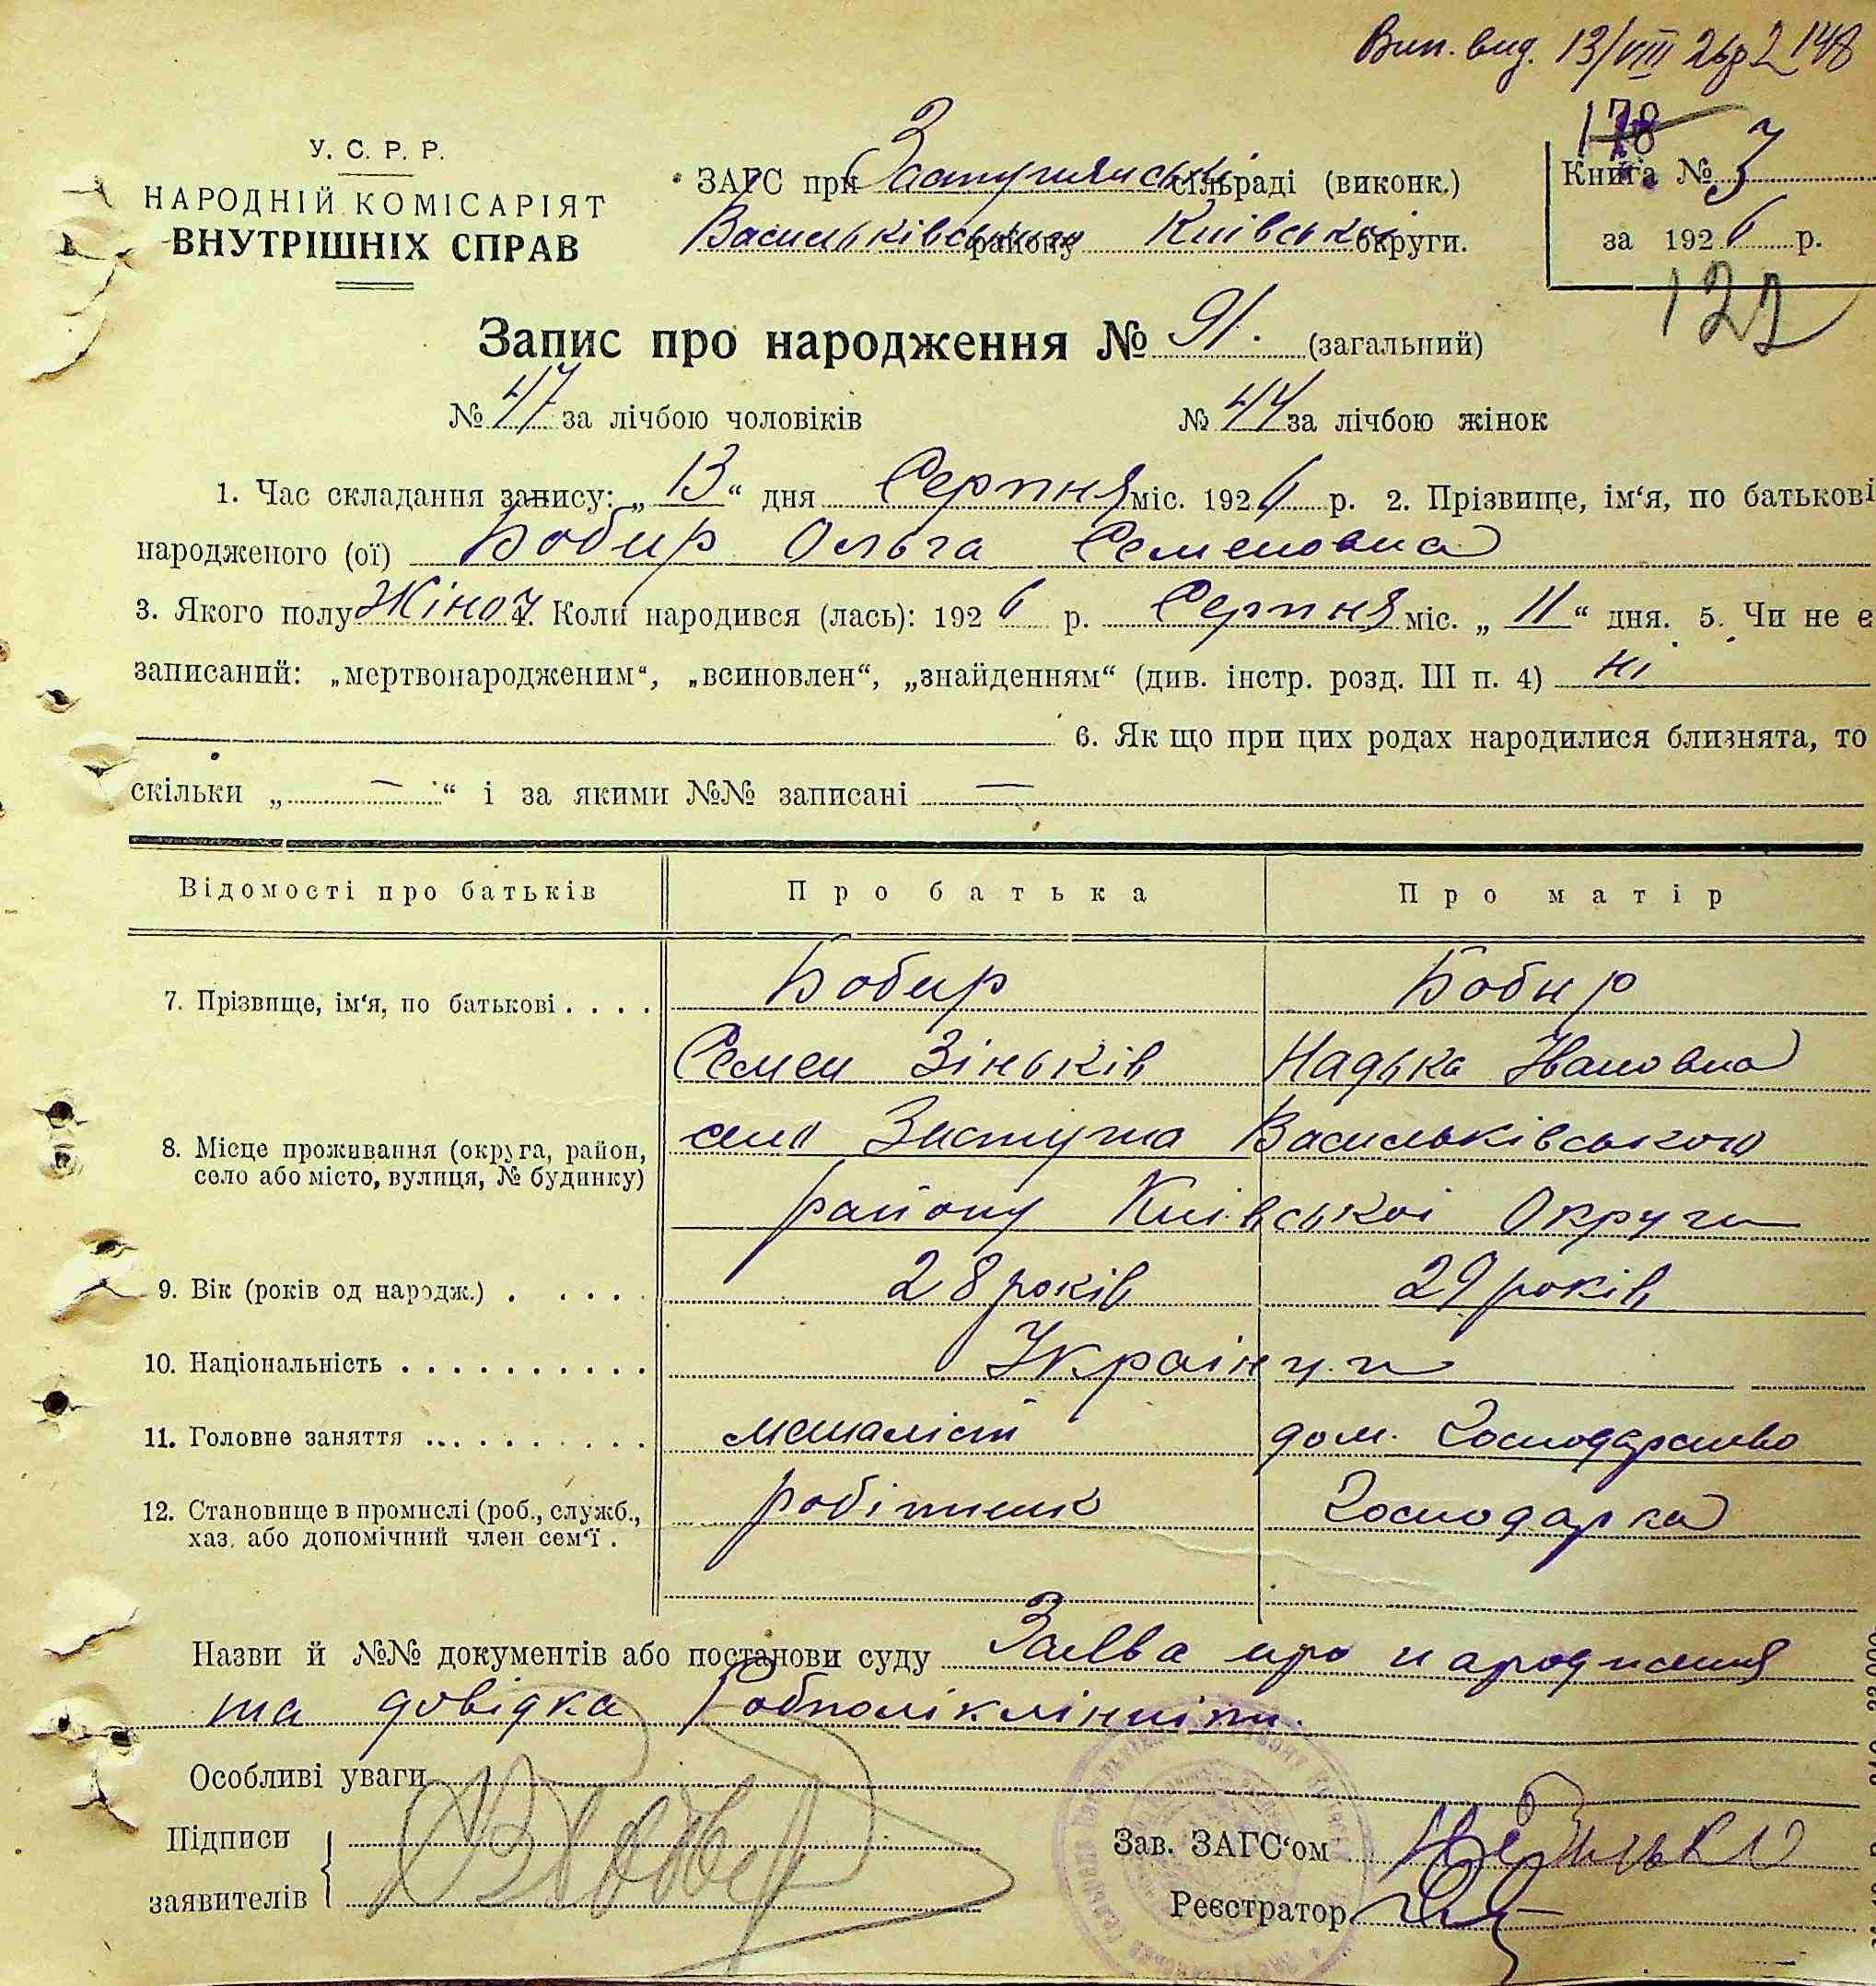 Вип. вид. 13/VIII 26р 148
178
У. С. Р. Р.
НАРОДНІЙ КОМІСАРІЯТ
ВНУТРІШНІХ СПРАВ
ЗАГС при Застугнянській сільраді (виконк.)
Васильківського району Київської округи.
Книга № 3
за 1926 р.
122
Запис про народження № 91. (загальний)
№ 47 за лічбою чоловіків № 44 за лічбою жінок
1. Час складання запису: „13“ дня Серпня міс. 1926 р. 2. Прізвище, ім‘я, по батькові
народженого (ої) Бобир Ольга Семеновна
3. Якого полу Жіноч 4. Коли народився (лась): 1926 р. Серпня міс. „11“ дня. 5. Чи не є
записаний: „мертвонародженим“, „всиновлен“, „знайденням“ (див. інстр. розд. III п. 4) ні
6. Як що при цих родах народилися близнята, то
скільки „ — “ і за якими №№ записані —
Відомості про батьків Про батька Про матір
7. Прізвище, ім‘я, по батькові . . . . Бобир Бобир
Семен Зіньків Надька Івановна
8. Місце проживання (округа, район, село або місто, вулиця, № будинку) село Застугна Васильківського
району Київської Округи
9. Вік (років од народж.) . . . . . 28 років 29 років
10. Національність . . . . . . . . . . Українци
11. Головне заняття . . . . . . . . . . металіст дом. Господарство
12. Становище в промислі (роб., служб., хаз. або допомічний член сем‘ї . робітник Господарка
Назви й №№ документів або постанови суду Заява про народження
та довідка Робполікліники.
Особливі уваги
Підписи
заявителів
Зав. ЗАГС‘ом
Реєстратор